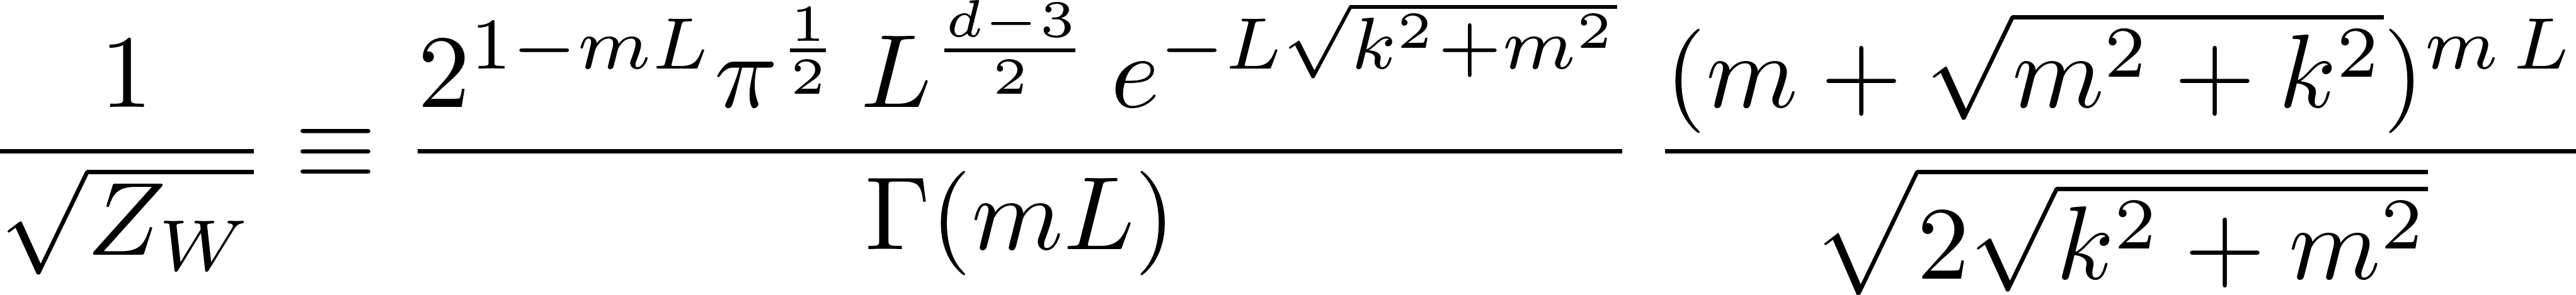 \frac{1}{\sqrt{Z_W}} \equiv \frac{2^{1-mL} \pi^{\frac{1}{2}} \, L^{\frac{d-3}{2}} \, e^{-L\sqrt{k^2+m^2}}}{\Gamma(mL)} \, \frac{(m+\sqrt{m^2+k^2})^{m\,L}}{\sqrt{2\sqrt{k^2+m^2}}}